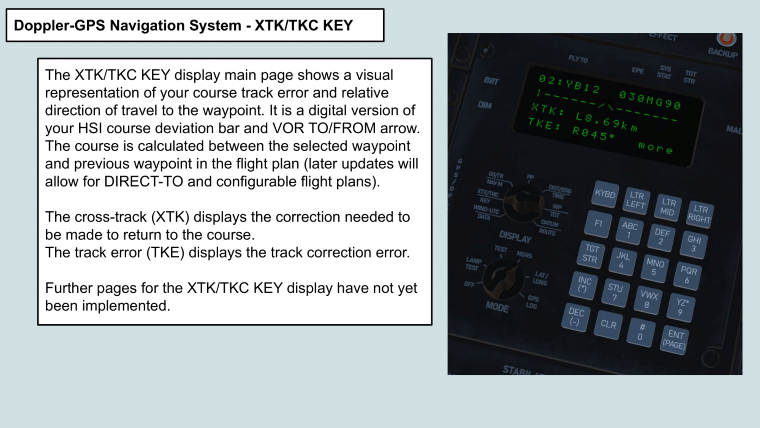 Doppler-GPS Navigation System - XTK/TKC KEY
The XTK/TKC KEY display main page shows a visual
representation of your course track error and relative
direction of travel to the waypoint. It is a digital version of
your HSI course deviation bar and VOR TO/FROM arrow.
The course is calculated between the selected waypoint
and previous waypoint in the flight plan (later updates will
allow for DIRECT-TO and configurable flight plans).
The cross-track (XTK) displays the correction needed to
be made to return to the course.
The track error (TKE) displays the track correction error.
Further pages for the XTK/TKC KEY display have not yet
been implemented.
EFFECT
BACKUP
FLY TO
EPE
SYS
STAT
TGT
STR
BRT
DIM
MAL
02:YB12 030MG90
|-------/\-------
XTK: L0.69km
TKE: R045° more
GS/TK
NAV M
PP
DIST/BRG
TIME
XTK/TKC
KEY
WP
TGT
WIND-UTC
DATA
DATUM
ROUTE
DISPLAY
LAMP
TEST
TEST
MGRS
LAT/
LONG
OFF
GPS
LDG
MODE
KYBD
LTR
LEFT
LTR
MID
LTR
RIGHT
F1
ABC
1
DEF
2
GHI
3
TGT
STR
JKL
4
MNO
5
PQR
6
INC
(+)
STU
7
VWX
8
YZ*
9
DEC
(-)
CLR
#
0
ENT
(PAGE)